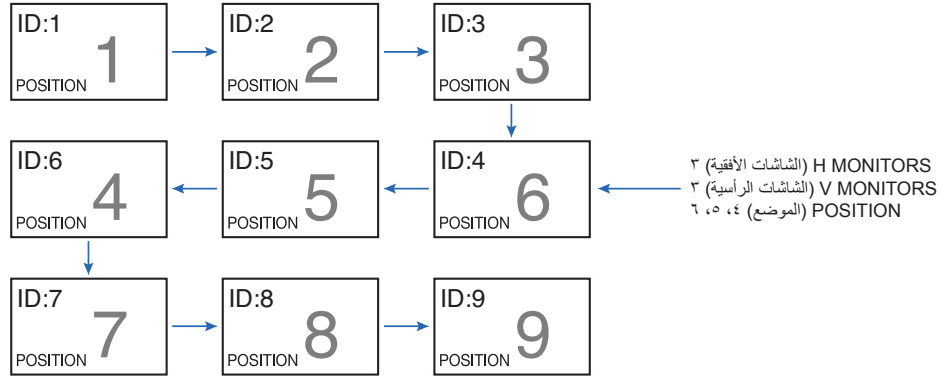 ID:1
POSITION 1
ID:2
POSITION 2
ID:3
POSITION 3
ID:6
POSITION 4
ID:5
POSITION 5
ID:4
POSITION 6
H MONITORS (الشاشات الأفقية) ٣
V MONITORS (الشاشات الرأسية) ٣
POSITION (الموضع) ٤، ٥، ٦
ID:7
POSITION 7
ID:8
POSITION 8
ID:9
POSITION 9